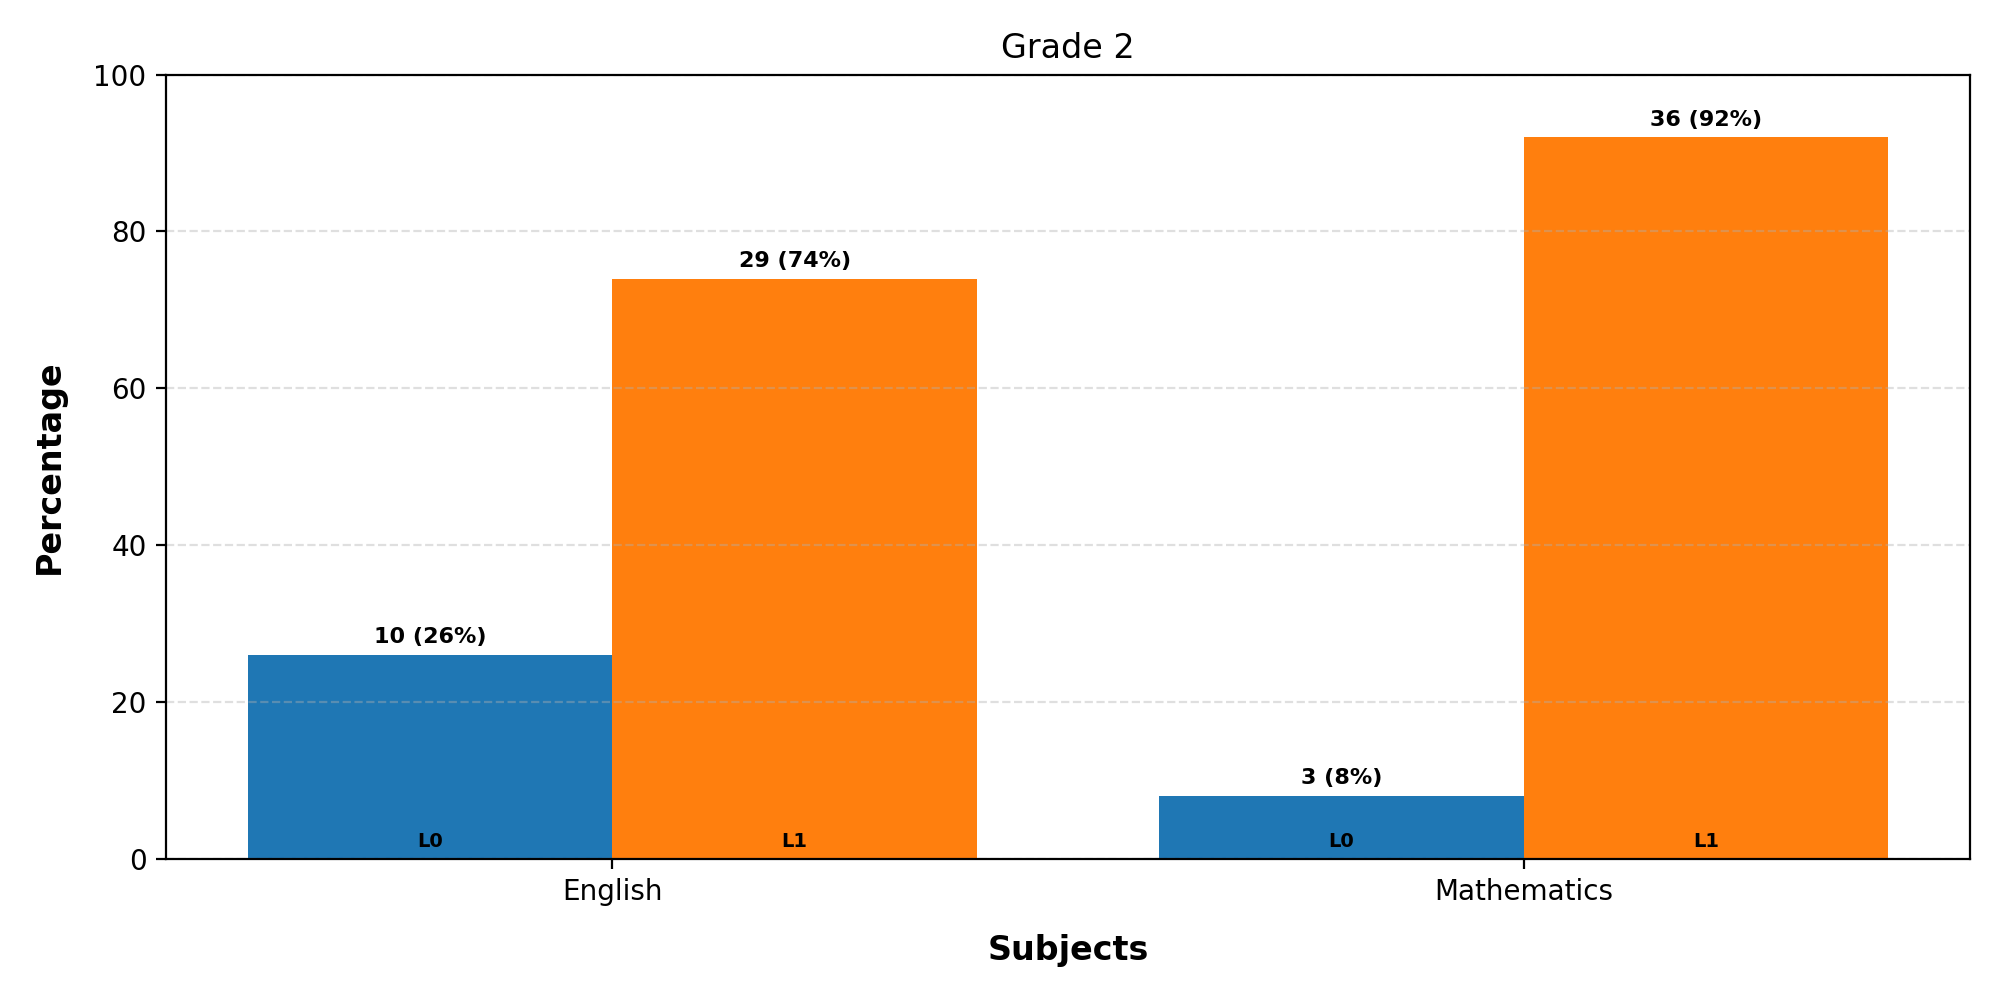 Grade 2
100
80
60
40
20
0
Percentage
10 (26%)
29 (74%)
3 (8%)
36 (92%)
L0
L1
L0
L1
English
Mathematics
Subjects